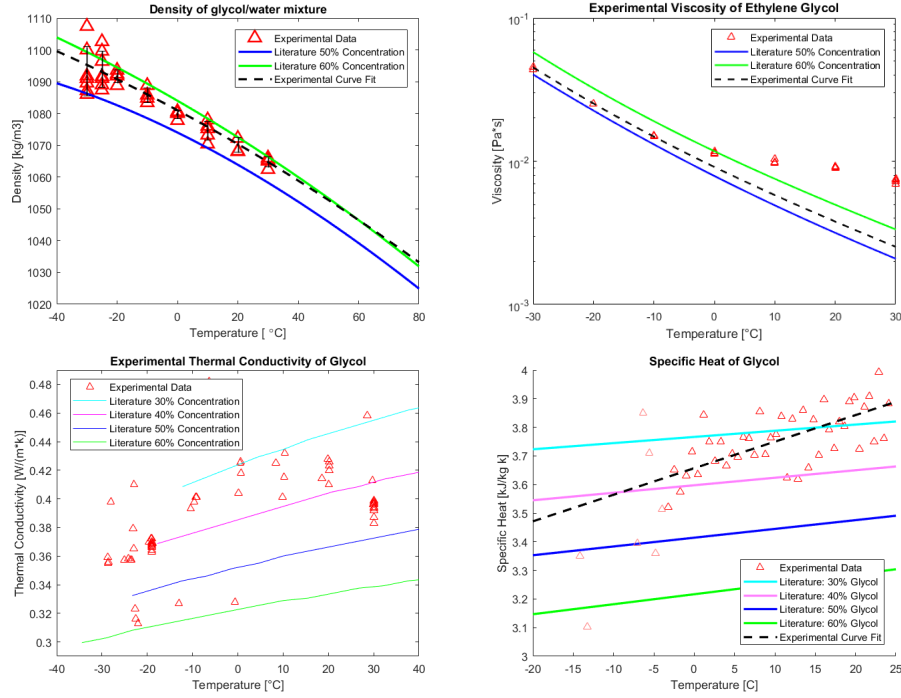 Density of glycol/water mixture
1110
1100
1090
1080
1070
1060
1050
1040
1030
1020
Density [kg/m3]
Experimental Data
Literature 50% Concentration
Literature 60% Concentration
Experimental Curve Fit
-40 -20 0 20 40 60 80
Temperature [ °C]
Experimental Viscosity of Ethylene Glycol
10-1
10-2
10-3
Viscosity [Pa*s]
Experimental Data
Literature 50% Concentration
Literature 60% Concentration
Experimental Curve Fit
-30 -20 -10 0 10 20 30
Temperature [°C]
Experimental Thermal Conductivity of Glycol
0.48
0.46
0.44
0.42
0.4
0.38
0.36
0.34
0.32
0.3
Thermal Conductivity [W/(m*k)]
Experimental Data
Literature 30% Concentration
Literature 40% Concentration
Literature 50% Concentration
Literature 60% Concentration
-40 -30 -20 -10 0 10 20 30 40
Temperature [°C]
Specific Heat of Glycol
4
3.9
3.8
3.7
3.6
3.5
3.4
3.3
3.2
3.1
3
Specific Heat [kJ/kg k]
Experimental Data
Literature: 30% Glycol
Literature: 40% Glycol
Literature: 50% Glycol
Literature: 60% Glycol
Experimental Curve Fit
-20 -15 -10 -5 0 5 10 15 20 25
Temperature [C]